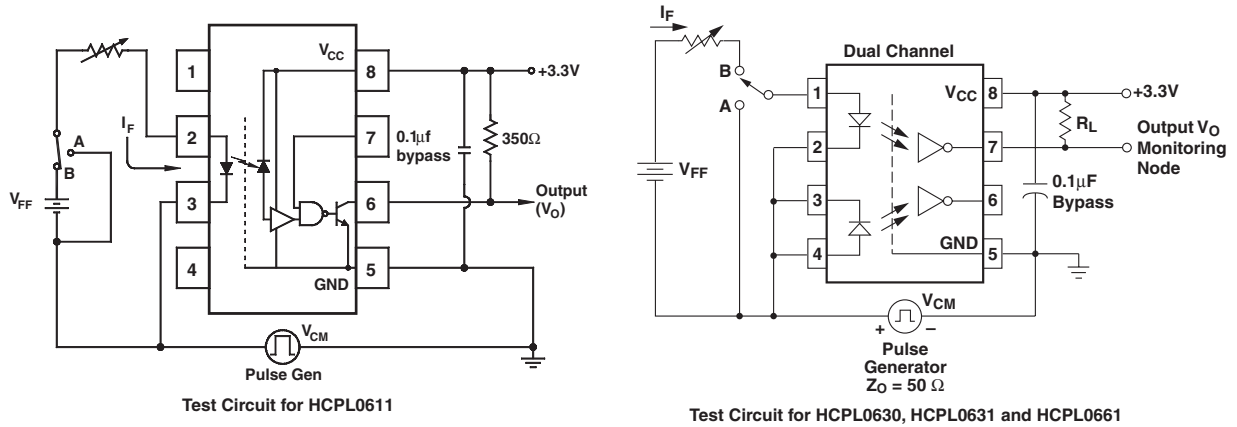 V_CC
1
8
+3.3V
2
7
0.1μf
bypass
350Ω
I_F
A
B
V_FF
3
6
Output
(V_O)
4
5
GND
V_CM
Pulse Gen
Test Circuit for HCPL0611
I_F
Dual Channel
B
A
1
V_CC
8
+3.3V
R_L
2
7
Output V_O
Monitoring
Node
V_FF
3
6
0.1μF
Bypass
4
GND
5
V_CM
+
–
Pulse
Generator
Z_O = 50 Ω
Test Circuit for HCPL0630, HCPL0631 and HCPL0661